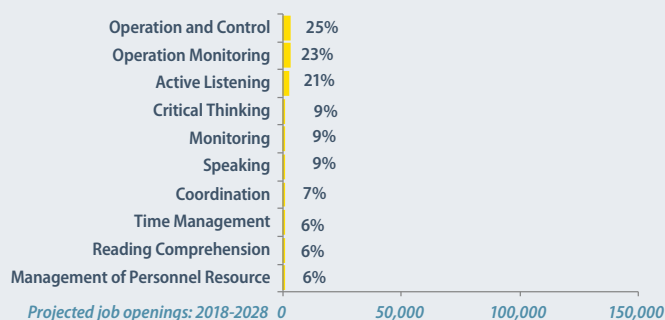 Operation and Control 25%
Operation Monitoring 23%
Active Listening 21%
Critical Thinking 9%
Monitoring 9%
Speaking 9%
Coordination 7%
Time Management 6%
Reading Comprehension 6%
Management of Personnel Resource 6%
Projected job openings: 2018-2028 0 50,000 100,000 150,000